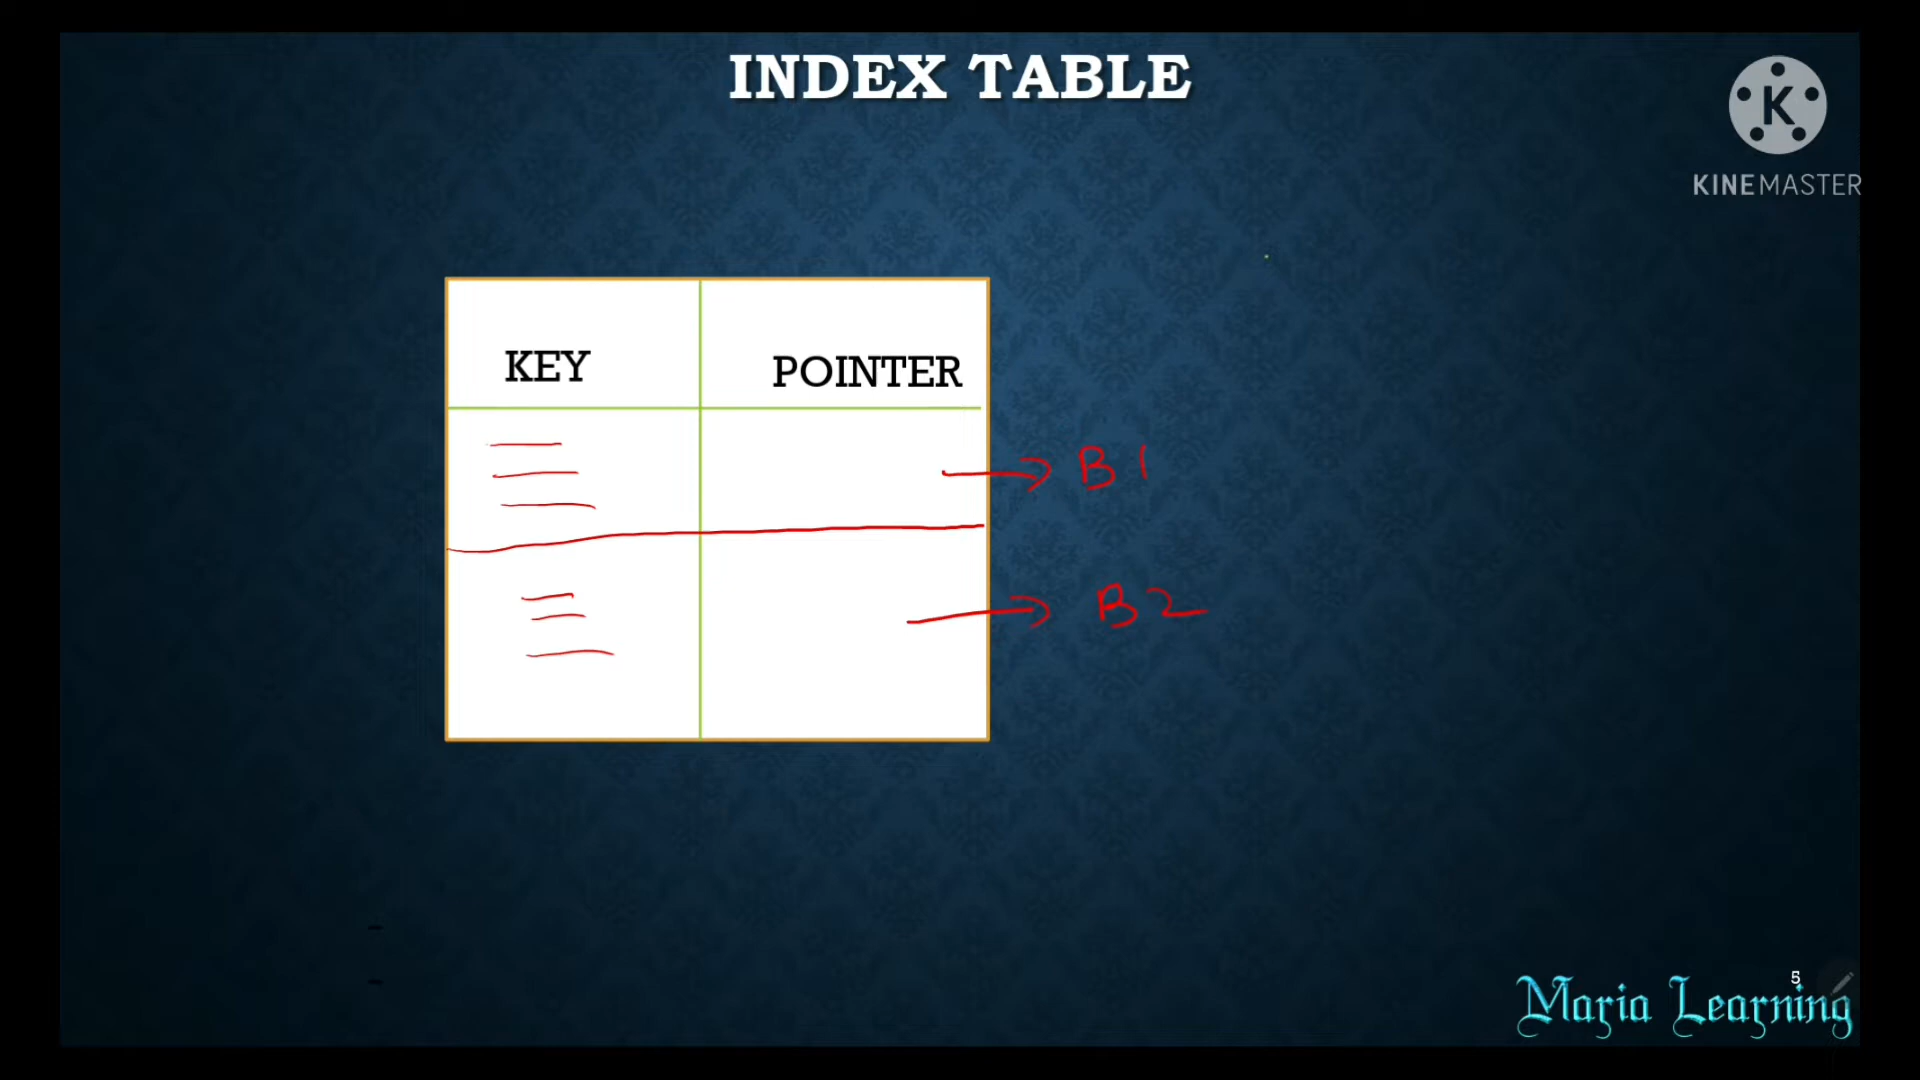 INDEX TABLE
K
KINEMASTER
KEY POINTER
B1
B2
5
Maria Learning